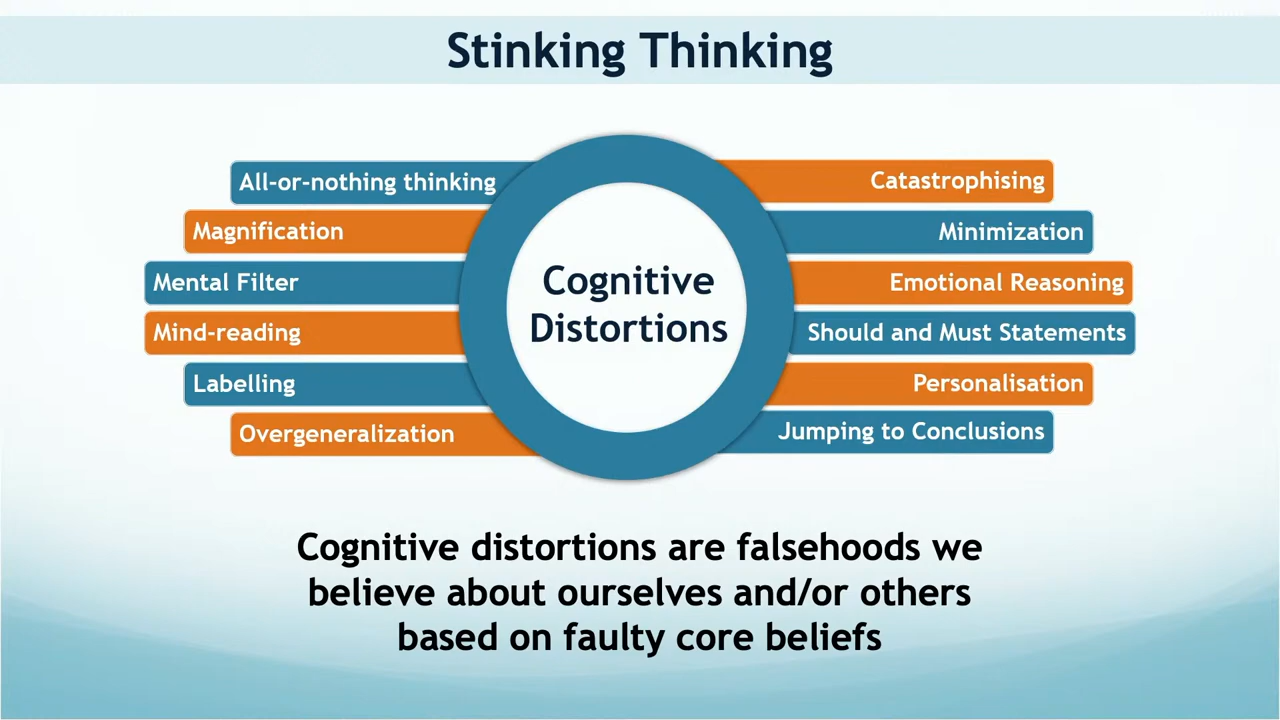 Stinking Thinking
All-or-nothing thinking
Magnification
Mental Filter
Mind-reading
Labelling
Overgeneralization
Cognitive
Distortions
Catastrophising
Minimization
Emotional Reasoning
Should and Must Statements
Personalisation
Jumping to Conclusions
Cognitive distortions are falsehoods we
believe about ourselves and/or others
based on faulty core beliefs